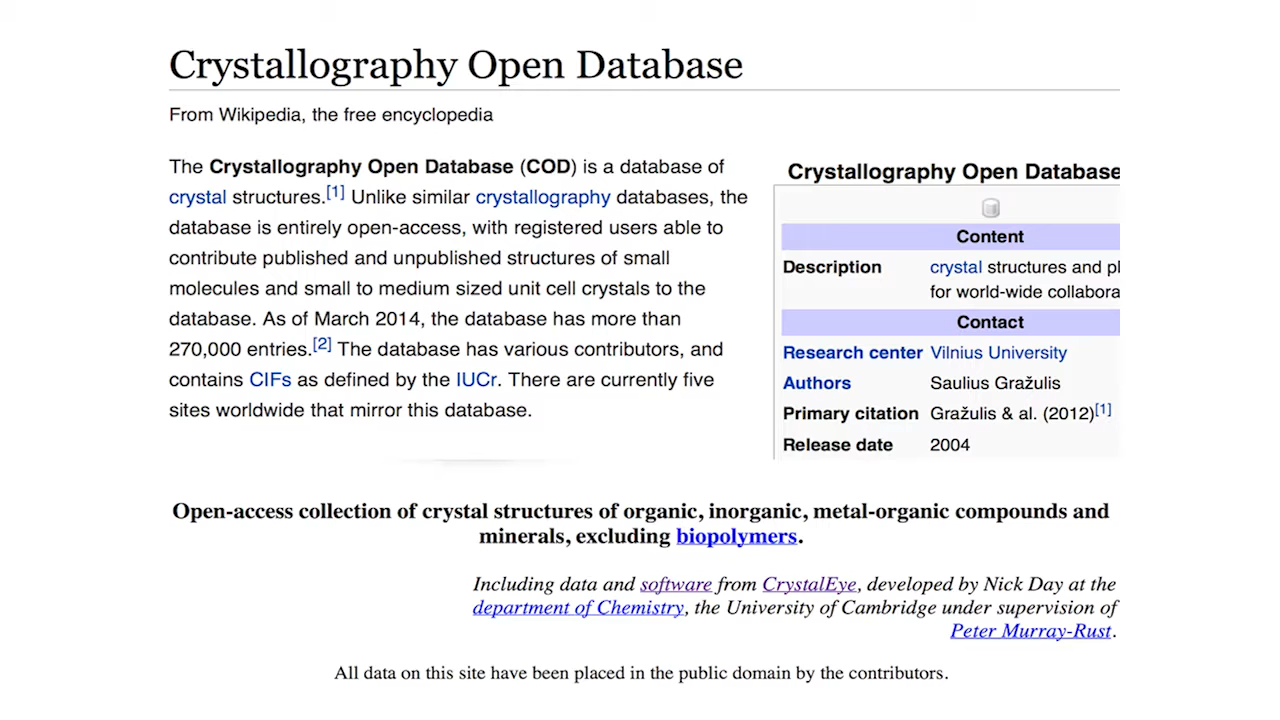 Crystallography Open Database
From Wikipedia, the free encyclopedia
The Crystallography Open Database (COD) is a database of
crystal structures.[1] Unlike similar crystallography databases, the
database is entirely open-access, with registered users able to
contribute published and unpublished structures of small
molecules and small to medium sized unit cell crystals to the
database. As of March 2014, the database has more than
270,000 entries.[2] The database has various contributors, and
contains CIFs as defined by the IUCr. There are currently five
sites worldwide that mirror this database.
Crystallography Open Database
Content
Description crystal structures and pl
for world-wide collabora
Contact
Research center Vilnius University
Authors Saulius Gražulis
Primary citation Gražulis & al. (2012)[1]
Release date 2004
Open-access collection of crystal structures of organic, inorganic, metal-organic compounds and
minerals, excluding biopolymers.
Including data and software from CrystalEye, developed by Nick Day at the
department of Chemistry, the University of Cambridge under supervision of
Peter Murray-Rust.
All data on this site have been placed in the public domain by the contributors.